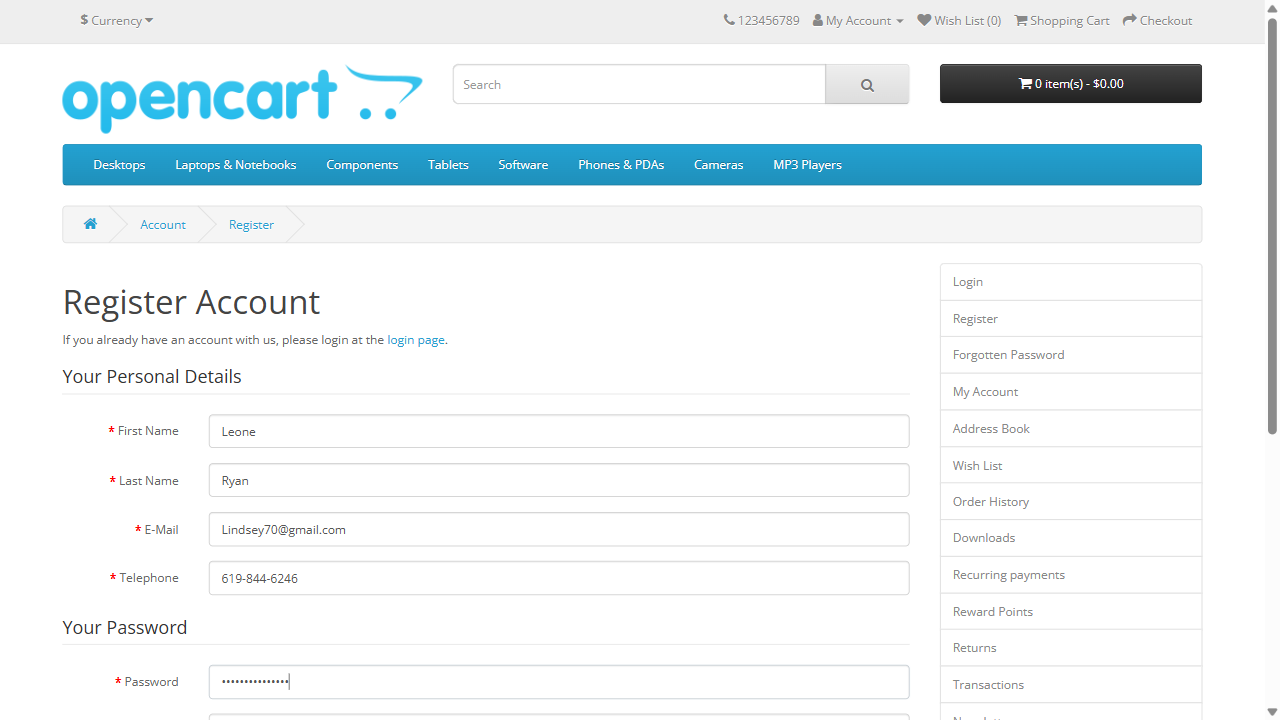 $ Currency
123456789 My Account Wish List (0) Shopping Cart Checkout
opencart
Search
0 item(s) - $0.00
Desktops Laptops & Notebooks Components Tablets Software Phones & PDAs Cameras MP3 Players
Account Register
Register Account
If you already have an account with us, please login at the login page.
Your Personal Details
* First Name Leone
* Last Name Ryan
* E-Mail Lindsey70@gmail.com
* Telephone 619-844-6246
Your Password
* Password •••••••••••••••
Login
Register
Forgotten Password
My Account
Address Book
Wish List
Order History
Downloads
Recurring payments
Reward Points
Returns
Transactions